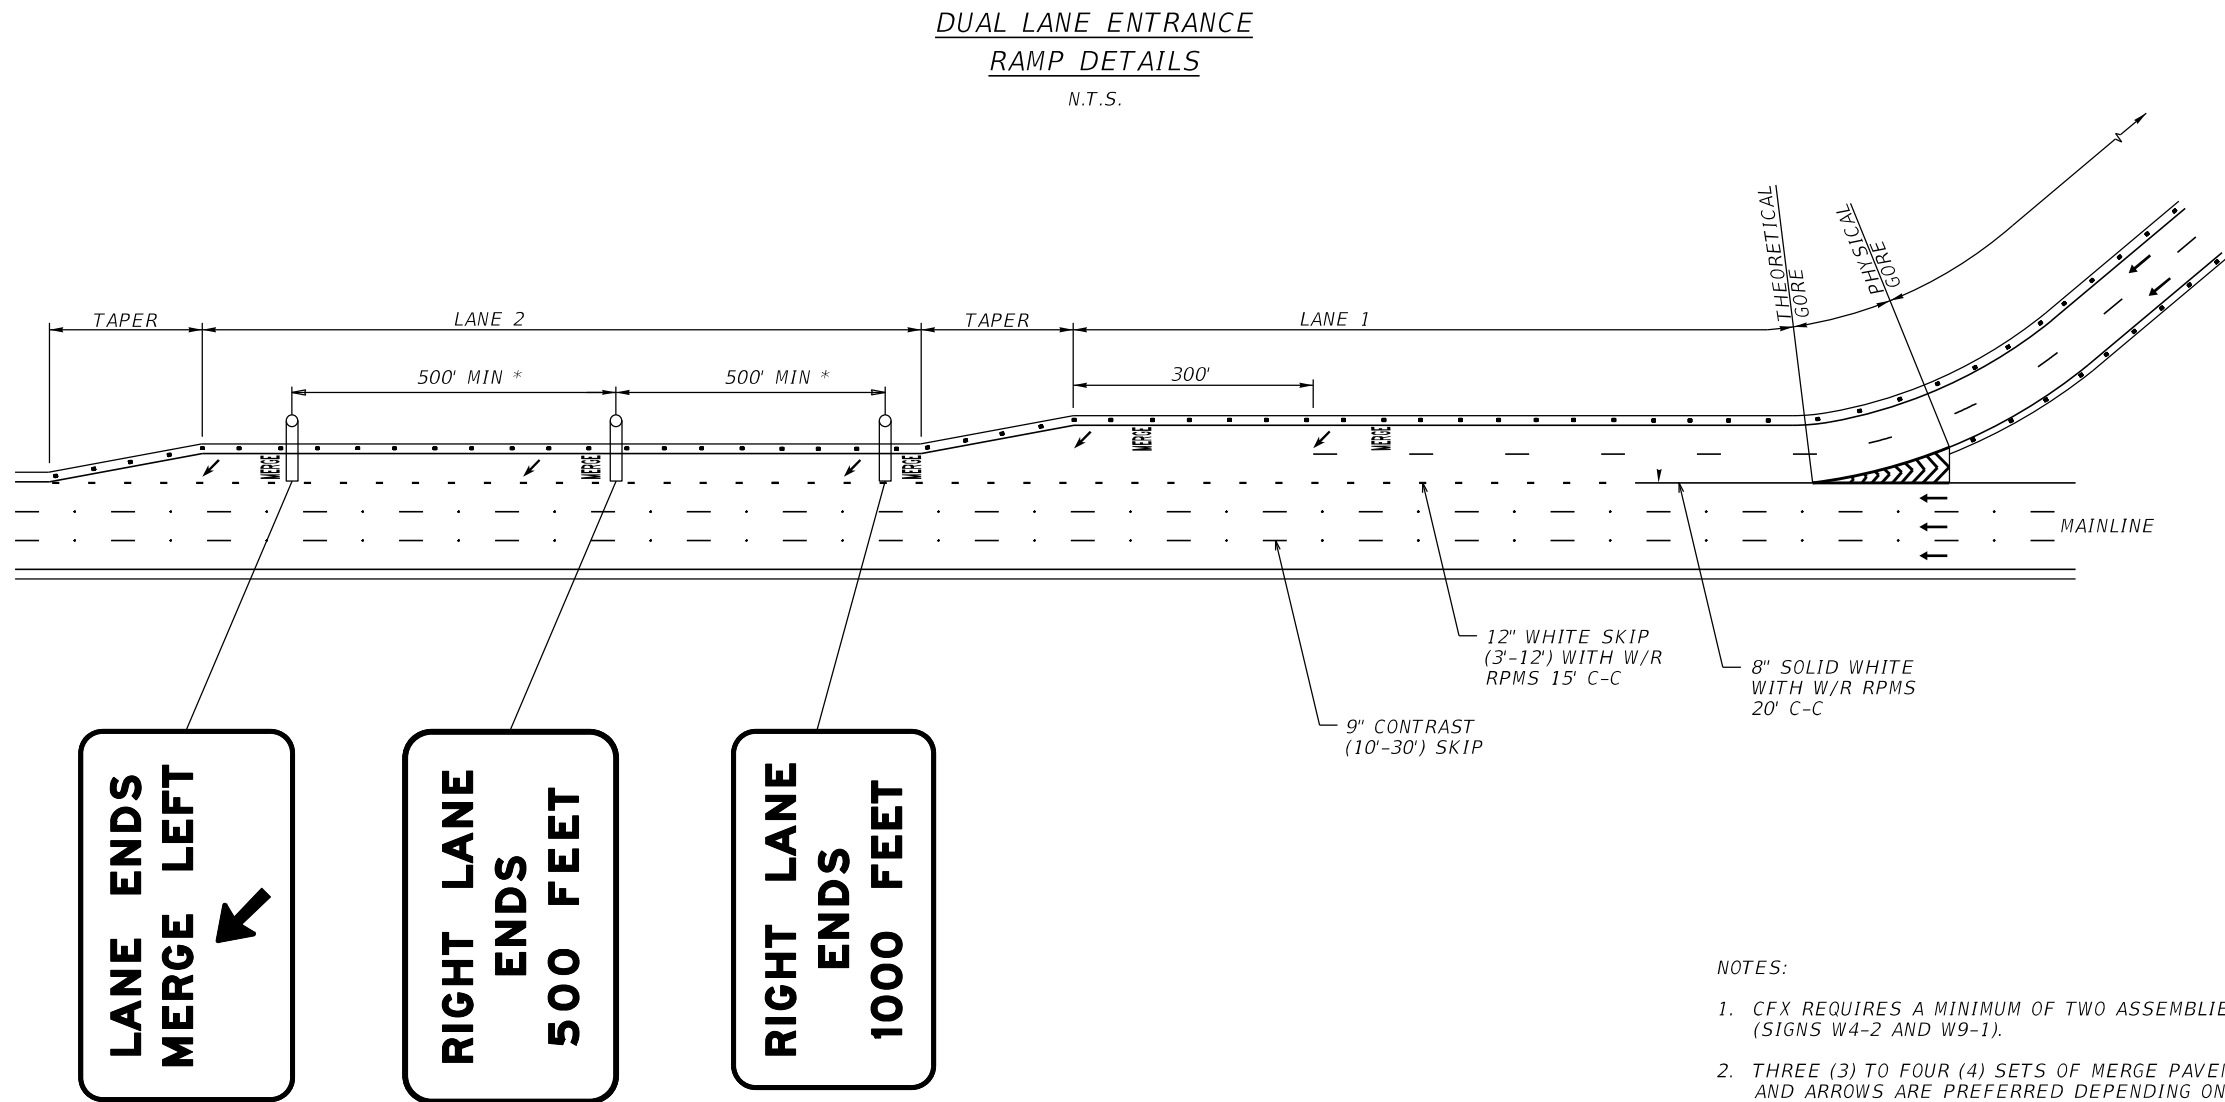 DUAL LANE ENTRANCE
RAMP DETAILS
N.T.S.
THEORETICAL
GORE
PHYSICAL
GORE
TAPER
LANE 2
TAPER
LANE 1
500' MIN *
500' MIN *
300'
MERGE
MERGE
MERGE
MERGE
MERGE
MAINLINE
12" WHITE SKIP
(3'-12') WITH W/R
RPMS 15' C-C
8" SOLID WHITE
WITH W/R RPMS
20' C-C
9" CONTRAST
(10'-30') SKIP
LANE ENDS
MERGE LEFT
RIGHT LANE
ENDS
500 FEET
RIGHT LANE
ENDS
1000 FEET
NOTES:
1. CFX REQUIRES A MINIMUM OF TWO ASSEMBLIE
(SIGNS W4-2 AND W9-1).
2. THREE (3) TO FOUR (4) SETS OF MERGE PAVE
AND ARROWS ARE PREFERRED DEPENDING ON